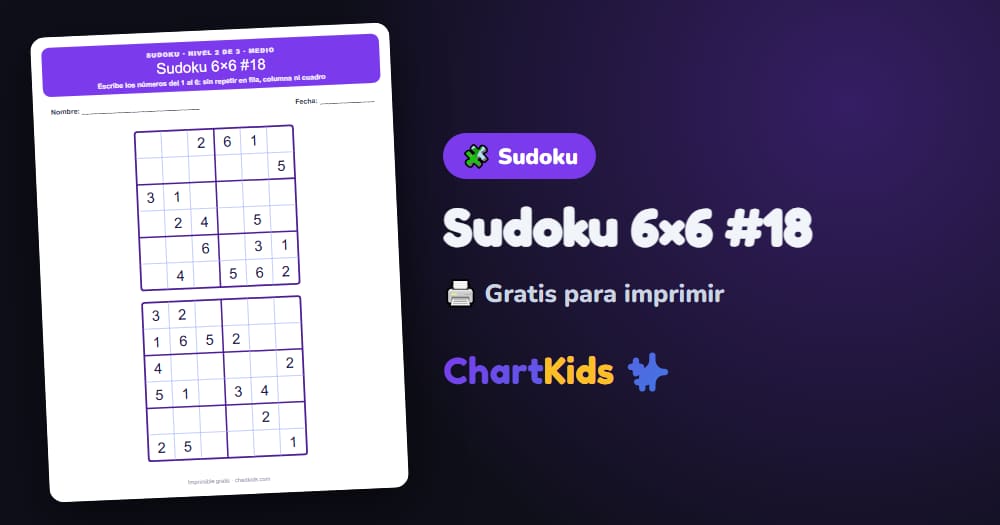 SUDOKU · NIVEL 2 DE 3 · MEDIO
Sudoku 6×6 #18
Escribe los números del 1 al 6: sin repetir en fila, columna ni cuadro
Nombre: ____________________ Fecha: ____________
2 6 1
5
3 1
2 4 5
6 3 1
4 5 6 2
3 2
1 6 5 2
4 2
5 1 3 4
2
2 5 1
Imprimible gratis · chartkids.com
Sudoku
Sudoku 6×6 #18
Gratis para imprimir
ChartKids